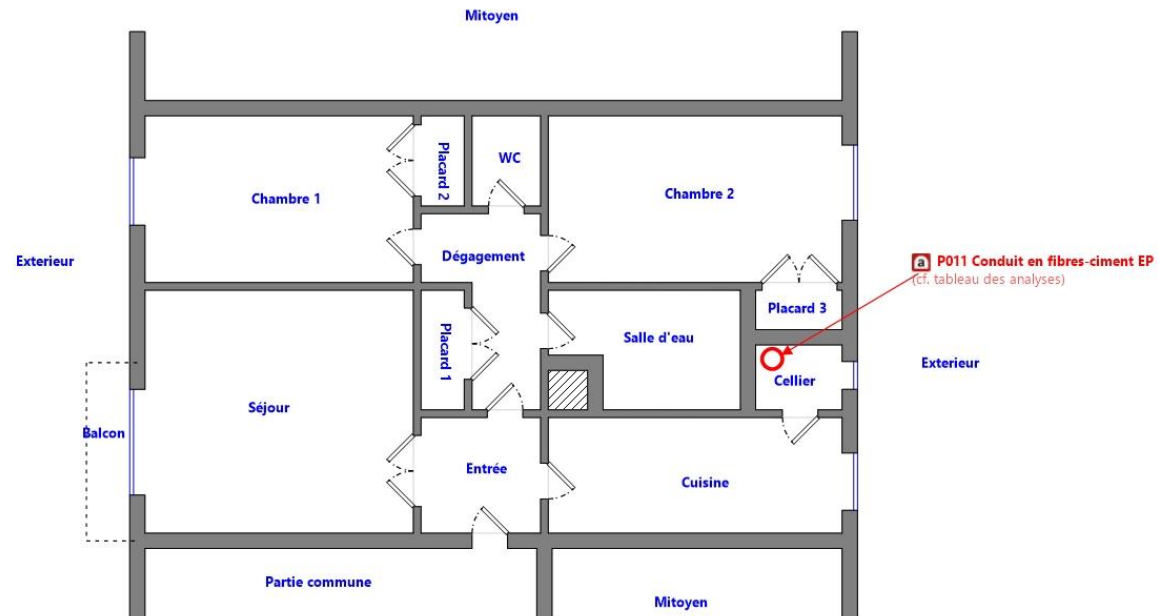 Mitoyen
Placard 2
WC
Chambre 1
Chambre 2
Dégagement
Exterieur
a P011 Conduit en fibres-ciment EP
(cf. tableau des analyses)
Placard 3
Placard 1
Salle d'eau
Exterieur
Cellier
Séjour
Balcon
Entrée
Cuisine
Partie commune
Mitoyen